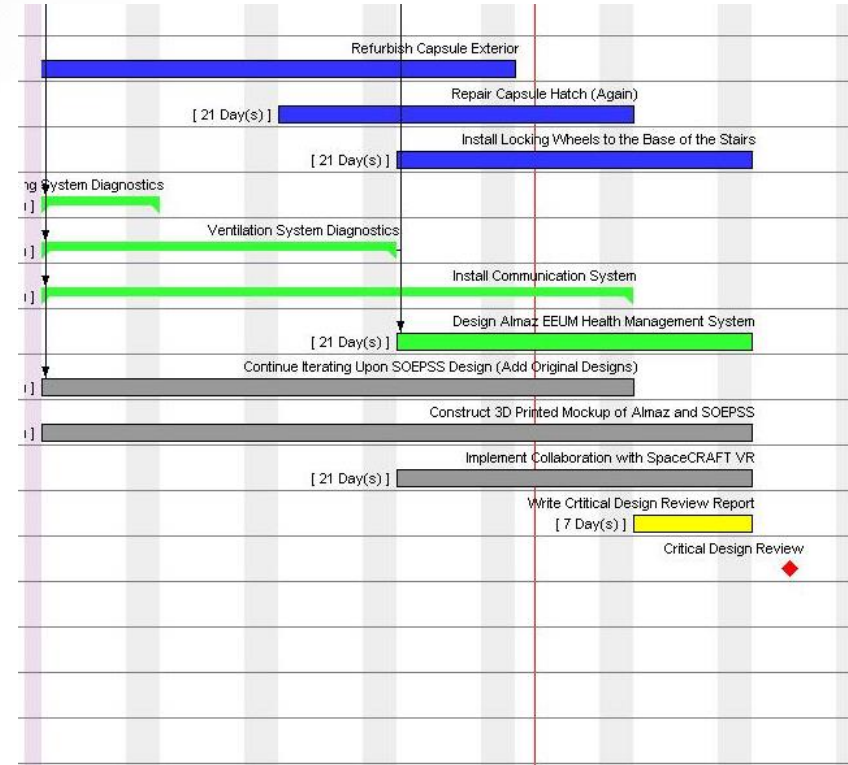 Refurbish Capsule Exterior
Repair Capsule Hatch (Again)
[ 21 Day(s) ]
Install Locking Wheels to the Base of the Stairs
[ 21 Day(s) ]
System Diagnostics
Ventilation System Diagnostics
Install Communication System
Design Almaz EEUM Health Management System
[ 21 Day(s) ]
Continue Iterating Upon SOEPSS Design (Add Original Designs)
Construct 3D Printed Mockup of Almaz and SOEPSS
Implement Collaboration with SpaceCRAFT VR
[ 21 Day(s) ]
Write Crtitical Design Review Report
[ 7 Day(s) ]
Critical Design Review